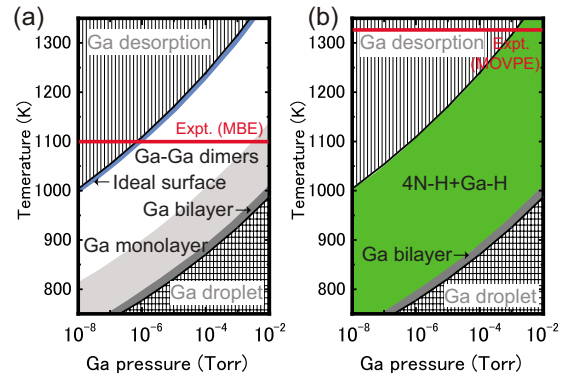 (a)
Ga desorption
Expt. (MBE)
Ga-Ga dimers
←Ideal surface
Ga bilayer→
Ga monolayer
Ga droplet
1300
1200
1100
1000
900
800
Temerature (K)
10⁻⁸ 10⁻⁶ 10⁻⁴ 10⁻²
Ga pressure (Torr)
(b)
Ga desorption
Expt.
(MOVPE)
4N-H+Ga-H
Ga bilayer→
Ga droplet
1300
1200
1100
1000
900
800
Temerature (K)
10⁻⁸ 10⁻⁶ 10⁻⁴ 10⁻²
Ga pressure (Torr)